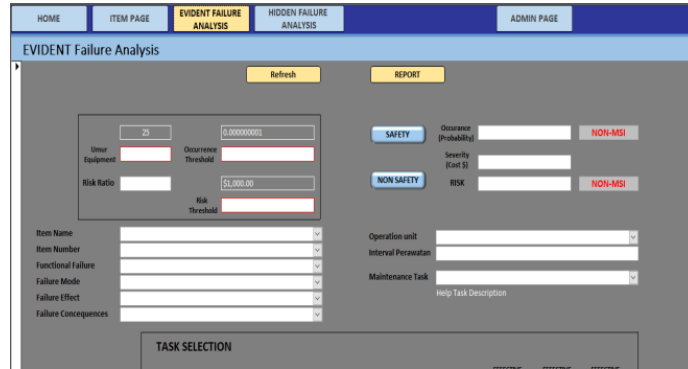 HOME
ITEM PAGE
EVIDENT FAILURE
ANALYSIS
HIDDEN FAILURE
ANALYSIS
ADMIN PAGE
EVIDENT Failure Analysis
Refresh
REPORT
25
0.000000001
Umur
Equipment
Occurrence
Threshold
Risk Ratio
$1,000.00
Risk
Threshold
SAFETY
Occurance
(Probability)
NON-MSI
Severity
(Cost $)
NON SAFETY
RISK
NON-MSI
Item Name
Item Number
Functional Failure
Failure Mode
Failure Effect
Failure Concequences
Operation unit
Interval Perawatan
Maintenance Task
Help Task Description
TASK SELECTION